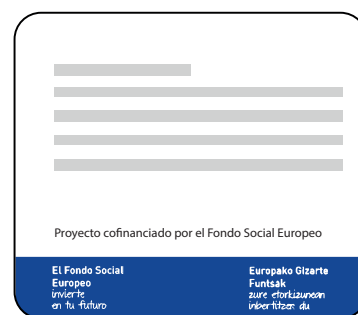 Proyecto cofinanciado por el Fondo Social Europeo
El Fondo Social
Europeo
invierte
en tu futuro
Europako Gizarte
Funtsak
zure etorkizunean
inbertitzen du